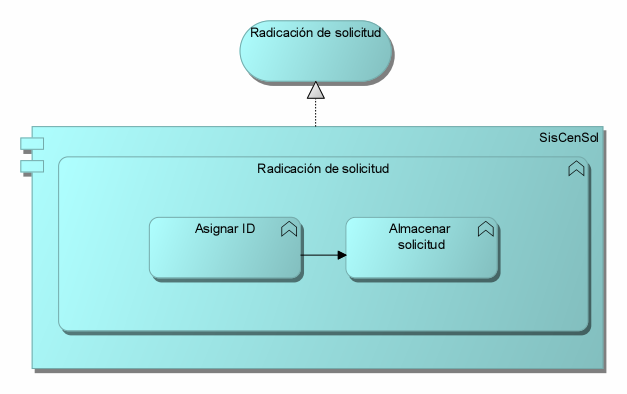 Radicación de solicitud
SisCenSol
Radicación de solicitud
Asignar ID
Almacenar
solicitud